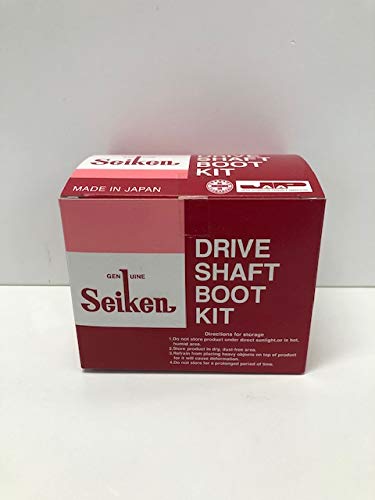 Seiken
DRIVE
SHAFT
BOOT
KIT
MADE IN JAPAN
JAAP
GENUINE
Seiken
DRIVE
SHAFT
BOOT
KIT
Directions for storage
1.Do not store product under direct sunlight,or in hot,
humid area.
2.Store product in dry, dust-free area.
3.Refrain from placing heavy objects on top of product
for it will cause deformation.
4.Do not store for a prolonged period of time.